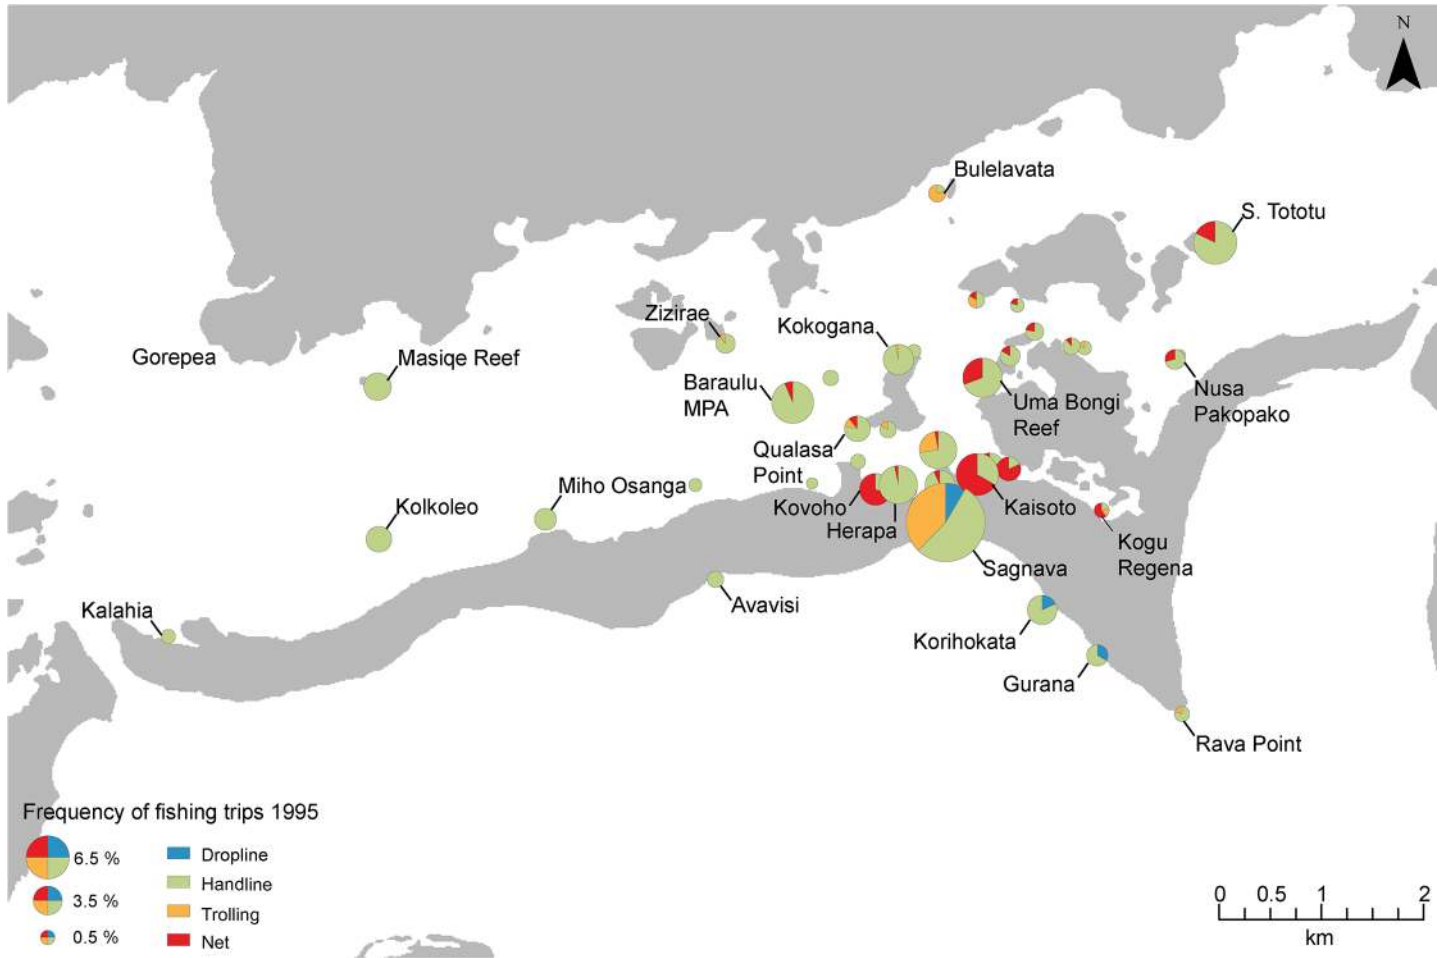 N
Bulelavata
S. Tototu
Zizirae
Kokogana
Gorepea
Masiqe Reef
Baraulu
MPA
Uma Bongi
Reef
Nusa
Pakopako
Qualasa
Point
Miho Osanga
Kolkoleo
Kovoho
Herapa
Kaisoto
Kogu
Regena
Sagnava
Kalahia
Avavisi
Korihokata
Gurana
Rava Point
Frequency of fishing trips 1995
6.5 %
3.5 %
0.5 %
Dropline
Handline
Trolling
Net
0 0.5 1 2
km